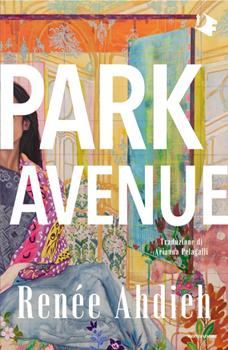 PARK
AVENUE
Traduzione di
Arianna Pelagalli
Renée Ahdieh